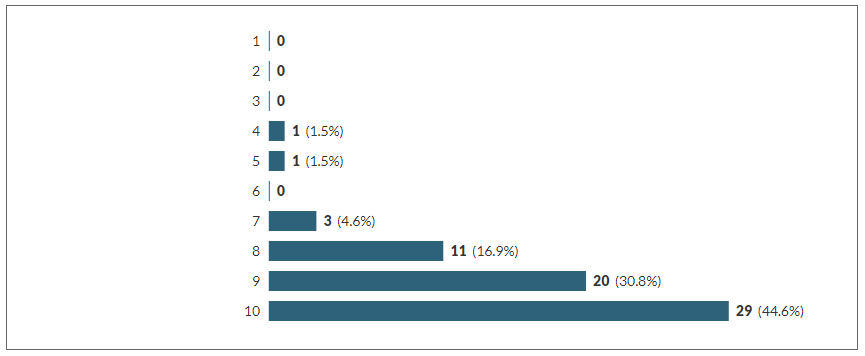 1 0
2 0
3 0
4 1 (1.5%)
5 1 (1.5%)
6 0
7 3 (4.6%)
8 11 (16.9%)
9 20 (30.8%)
10 29 (44.6%)